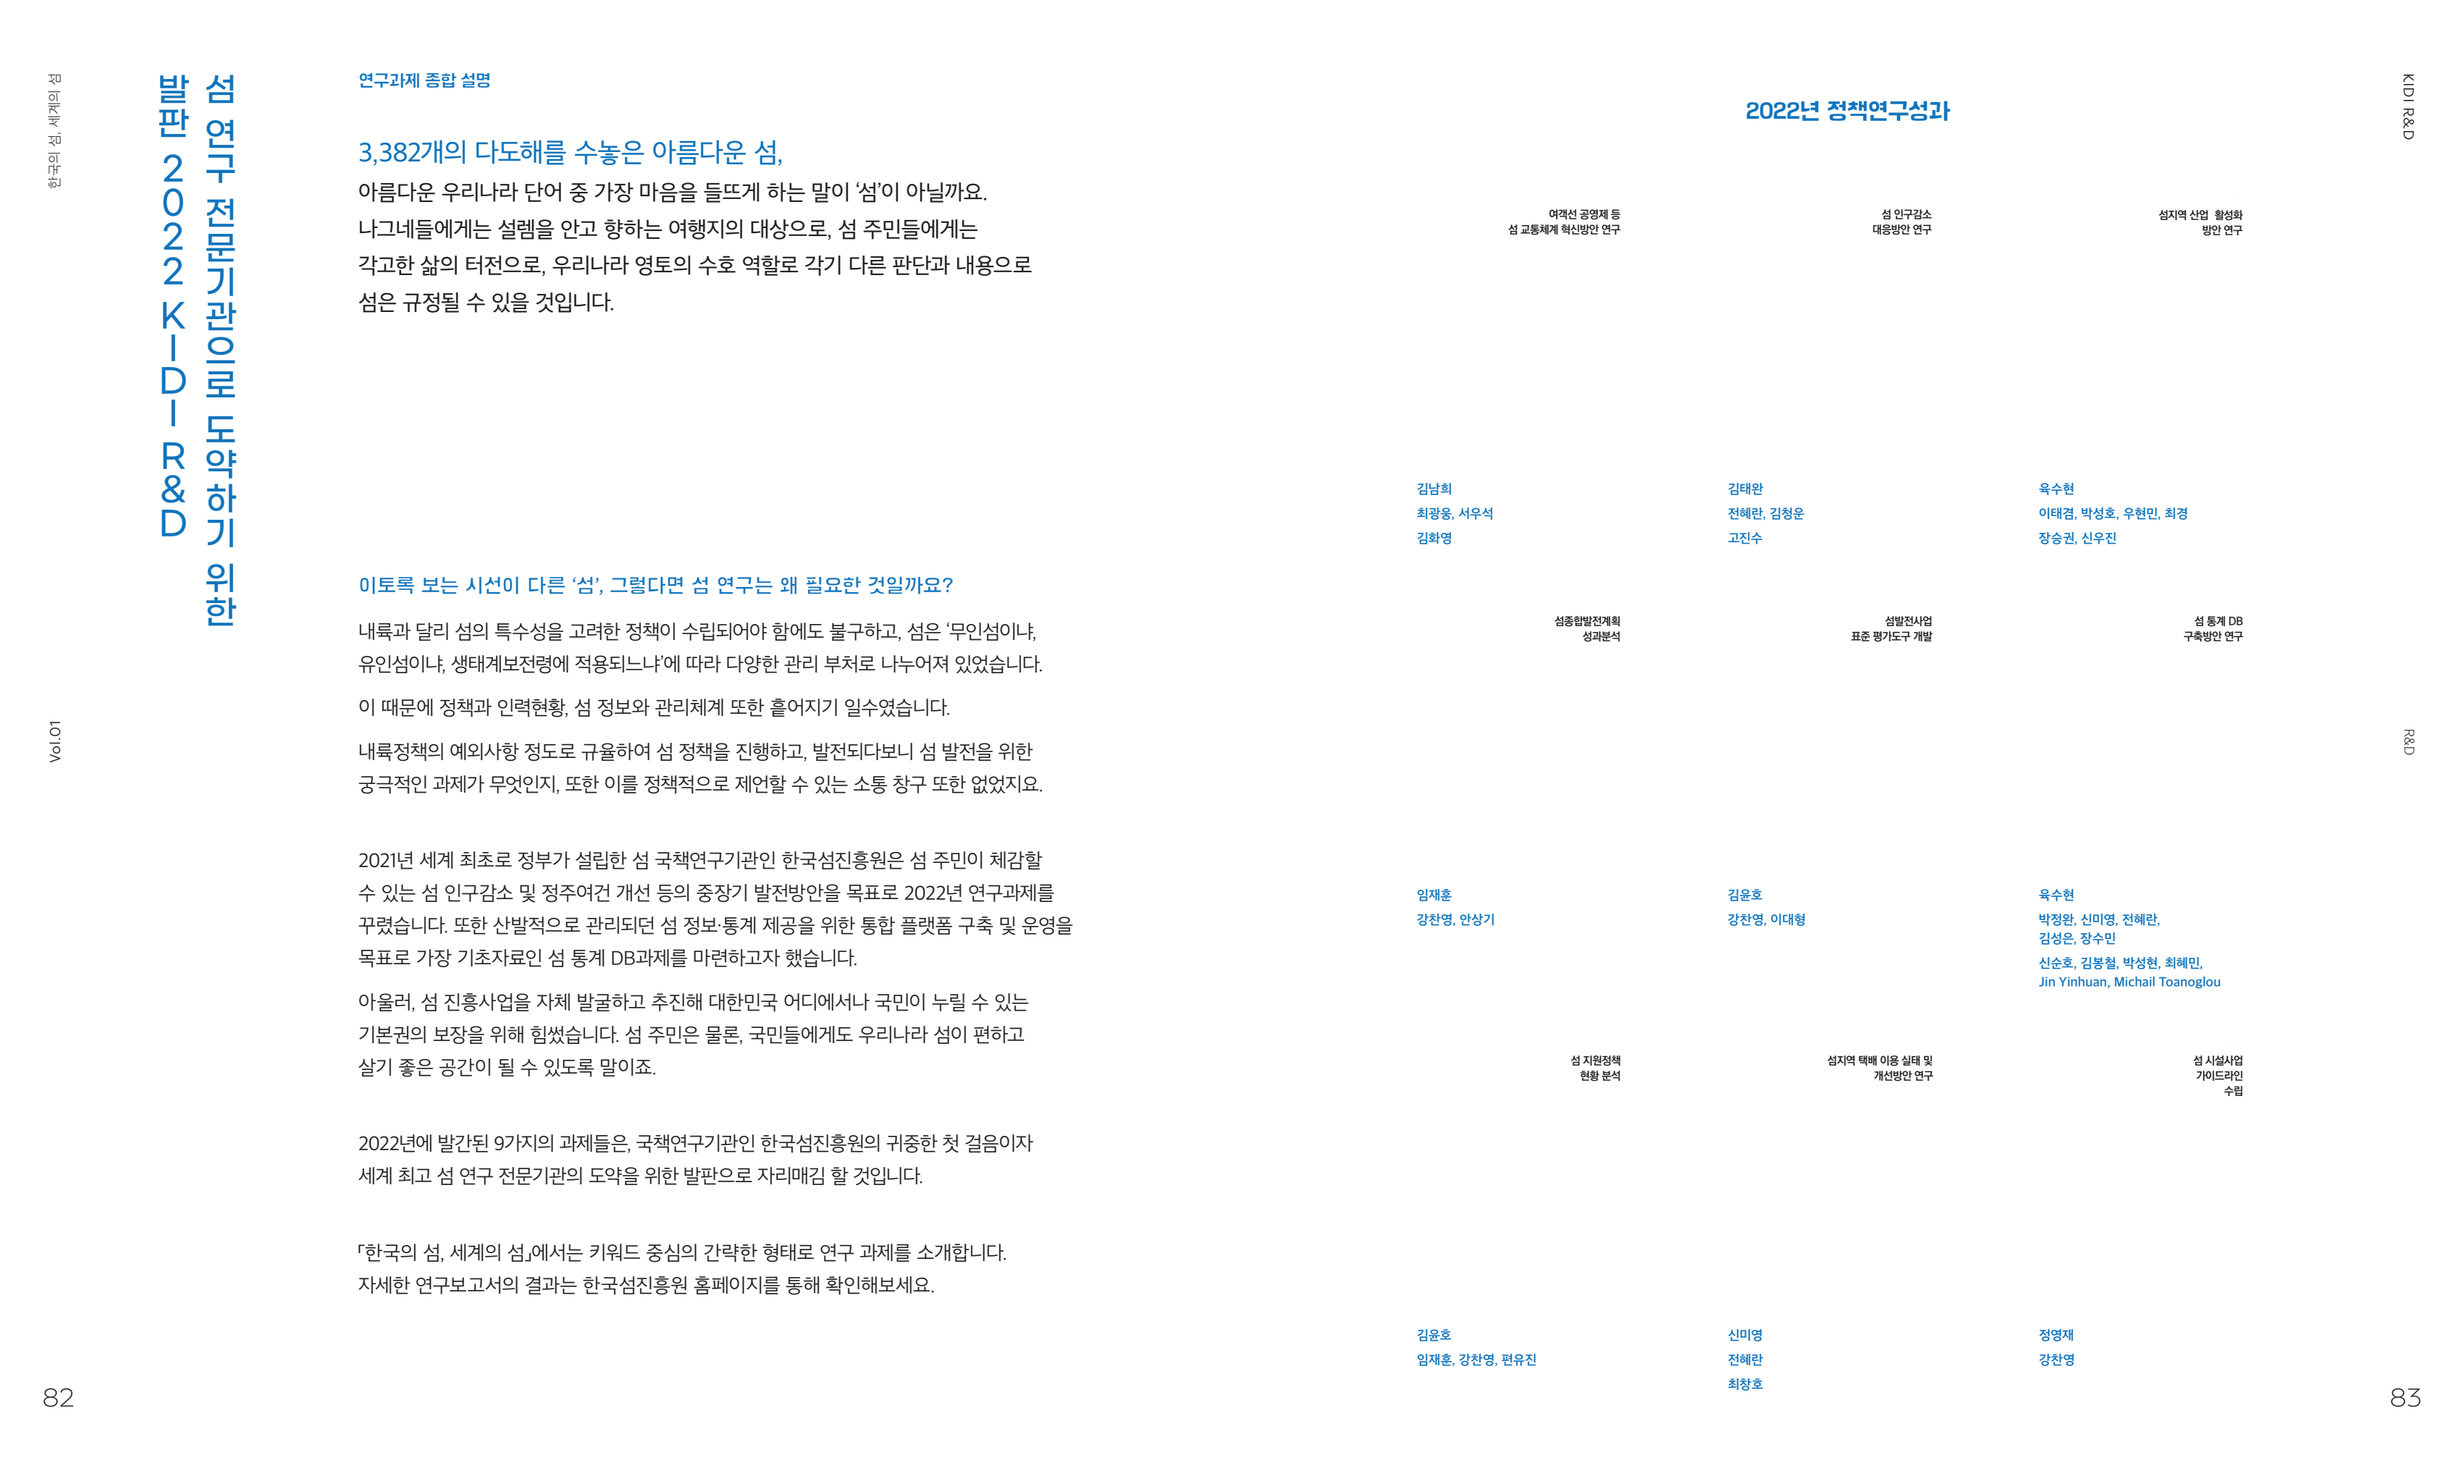 한국의 섬, 세계의 섬
섬 연구 전문기관으로 도약하기 위한
발판 2022 KIDI R&D
연구과제 종합 설명
3,382개의 다도해를 수놓은 아름다운 섬,
아름다운 우리나라 단어 중 가장 마음을 들뜨게 하는 말이 ‘섬’이 아닐까요.
나그네들에게는 설렘을 안고 향하는 여행지의 대상으로, 섬 주민들에게는
각고한 삶의 터전으로, 우리나라 영토의 수호 역할로 각기 다른 판단과 내용으로
섬은 규정될 수 있을 것입니다.
이토록 보는 시선이 다른 ‘섬’, 그렇다면 섬 연구는 왜 필요한 것일까요?
내륙과 달리 섬의 특수성을 고려한 정책이 수립되어야 함에도 불구하고, 섬은 ‘무인섬이냐,
유인섬이냐, 생태계보전령에 적용되느냐’에 따라 다양한 관리 부처로 나누어져 있었습니다.
이 때문에 정책과 인력현황, 섬 정보와 관리체계 또한 흩어지기 일수였습니다.
내륙정책의 예외사항 정도로 규율하여 섬 정책을 진행하고, 발전되다보니 섬 발전을 위한
궁극적인 과제가 무엇인지, 또한 이를 정책적으로 제언할 수 있는 소통 창구 또한 없었지요.
2021년 세계 최초로 정부가 설립한 섬 국책연구기관인 한국섬진흥원은 섬 주민이 체감할
수 있는 섬 인구감소 및 정주여건 개선 등의 중장기 발전방안을 목표로 2022년 연구과제를
꾸렸습니다. 또한 산발적으로 관리되던 섬 정보·통계 제공을 위한 통합 플랫폼 구축 및 운영을
목표로 가장 기초자료인 섬 통계 DB과제를 마련하고자 했습니다.
아울러, 섬 진흥사업을 자체 발굴하고 추진해 대한민국 어디에서나 국민이 누릴 수 있는
기본권의 보장을 위해 힘썼습니다. 섬 주민은 물론, 국민들에게도 우리나라 섬이 편하고
살기 좋은 공간이 될 수 있도록 말이죠.
2022년에 발간된 9가지의 과제들은, 국책연구기관인 한국섬진흥원의 귀중한 첫 걸음이자
세계 최고 섬 연구 전문기관의 도약을 위한 발판으로 자리매김 할 것입니다.
「한국의 섬, 세계의 섬」에서는 키워드 중심의 간략한 형태로 연구 과제를 소개합니다.
자세한 연구보고서의 결과는 한국섬진흥원 홈페이지를 통해 확인해보세요.
Vol.01
82
KIDI R&D
2022년 정책연구성과
여객선 공영제 등
섬 교통체계 혁신방안 연구
김남희
최광웅, 서우석
김화영
섬 인구감소
대응방안 연구
김태완
전혜란, 김청운
고진수
섬지역 산업 활성화
방안 연구
육수현
이태겸, 박성호, 우현민, 최경
장승권, 신우진
섬종합발전계획
성과분석
임재훈
강찬영, 안상기
섬발전사업
표준 평가도구 개발
김윤호
강찬영, 이대형
섬 통계 DB
구축방안 연구
육수현
박정완, 신미영, 전혜란,
김성은, 장수민
신순호, 김봉철, 박성현, 최혜민,
Jin Yinhuan, Michail Toanoglou
섬 지원정책
현황 분석
김윤호
임재훈, 강찬영, 편유진
섬지역 택배 이용 실태 및
개선방안 연구
신미영
전혜란
최창호
섬 시설사업
가이드라인
수립
정영재
강찬영
R&D
83